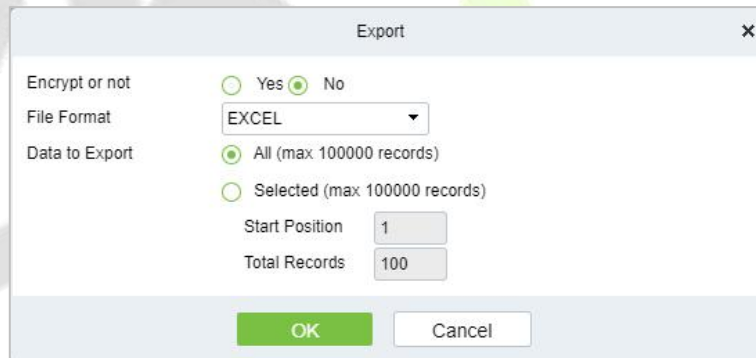 Export
Encrypt or not Yes No
File Format EXCEL
Data to Export All (max 100000 records)
Selected (max 100000 records)
Start Position 1
Total Records 100
OK Cancel